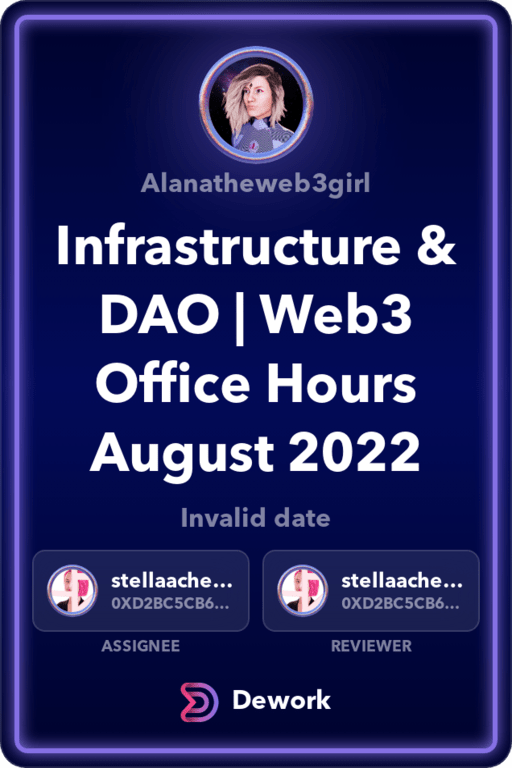 Alanatheweb3girl
Infrastructure &
DAO | Web3
Office Hours
August 2022
Invalid date
stellaache...
0XD2BC5CB6...
ASSIGNEE
stellaache...
0XD2BC5CB6...
REVIEWER
Dework